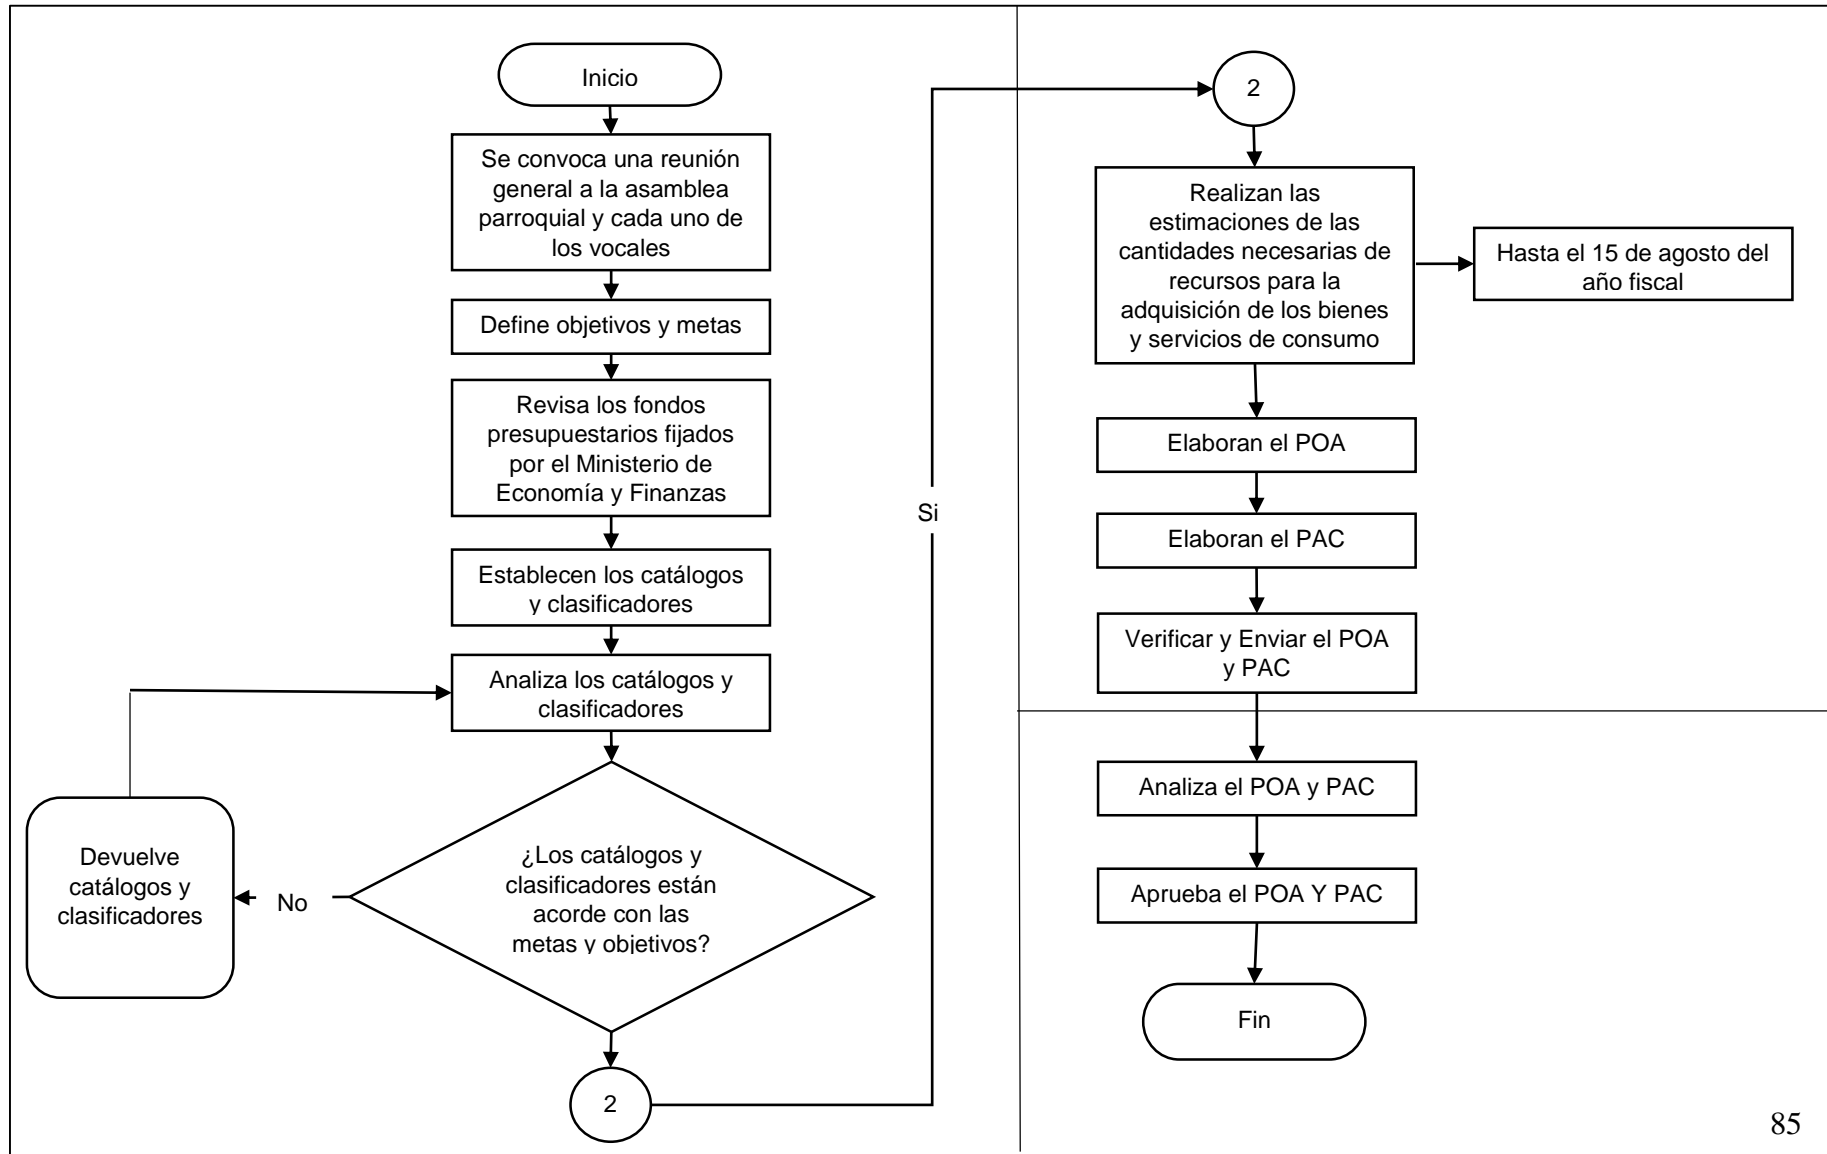 Inicio
Se convoca una reunión
general a la asamblea
parroquial y cada uno de
los vocales
Define objetivos y metas
Revisa los fondos
presupuestarios fijados
por el Ministerio de
Economía y Finanzas
Establecen los catálogos
y clasificadores
Analiza los catálogos y
clasificadores
¿Los catálogos y
clasificadores están
acorde con las
metas y objetivos?
No
Devuelve
catálogos y
clasificadores
2
Si
2
Realizan las
estimaciones de las
cantidades necesarias de
recursos para la
adquisición de los bienes
y servicios de consumo
Hasta el 15 de agosto del
año fiscal
Elaboran el POA
Elaboran el PAC
Verificar y Enviar el POA
y PAC
Analiza el POA y PAC
Aprueba el POA Y PAC
Fin
85